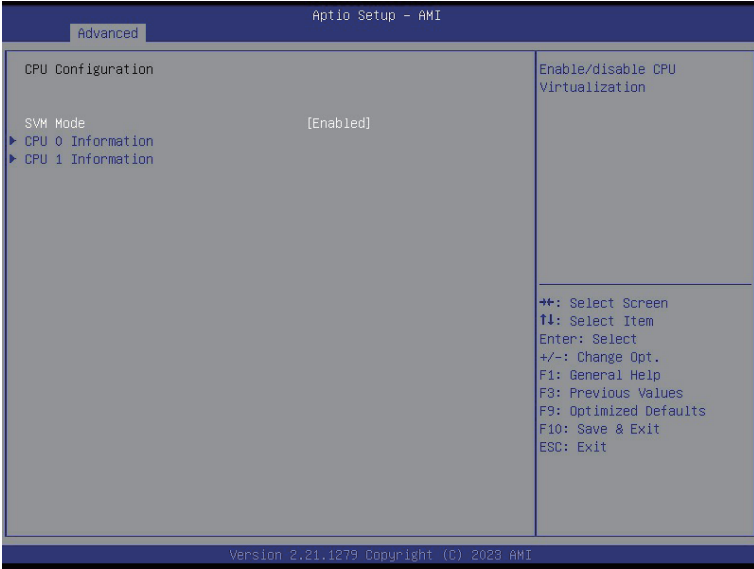 Aptio Setup – AMI
Advanced
CPU Configuration
SVM Mode [Enabled]
▶ CPU 0 Information
▶ CPU 1 Information
Enable/disable CPU
Virtualization
→←: Select Screen
↑↓: Select Item
Enter: Select
+/-: Change Opt.
F1: General Help
F3: Previous Values
F9: Optimized Defaults
F10: Save & Exit
ESC: Exit
Version 2.21.1279 Copyright (C) 2023 AMI